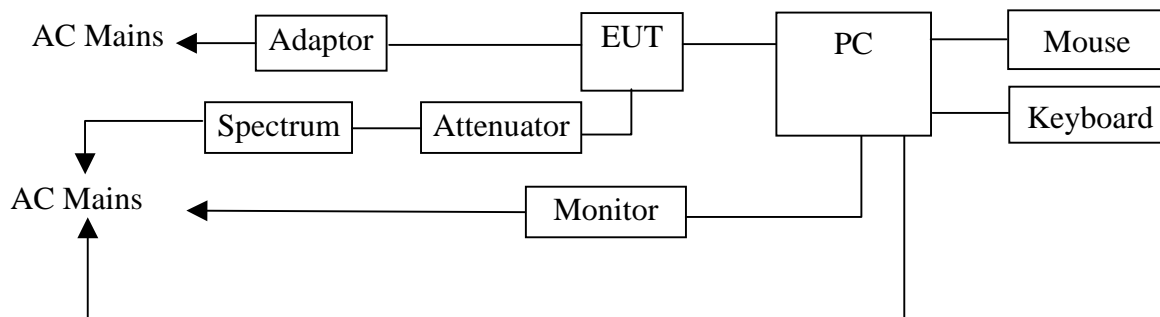 AC Mains
Adaptor
EUT
PC
Mouse
Spectrum
Attenuator
Keyboard
AC Mains
Monitor